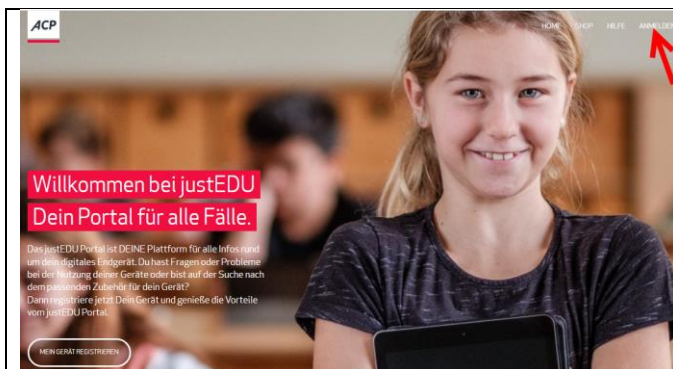 ACP
HOME SHOP HILFE ANMELDEN
Willkommen bei justEDU
Dein Portal für alle Fälle.
Das justEDU Portal ist DEINE Plattform für alle Infos rund
um dein digitales Endgerät. Du hast Fragen oder Probleme
bei der Nutzung deiner Geräte oder bist auf der Suche nach
dem passenden Zubehör für dein Gerät?
Dann registriere jetzt Dein Gerät und genieße die Vorteile
vom justEDU Portal.
MEIN GERÄT REGISTRIEREN